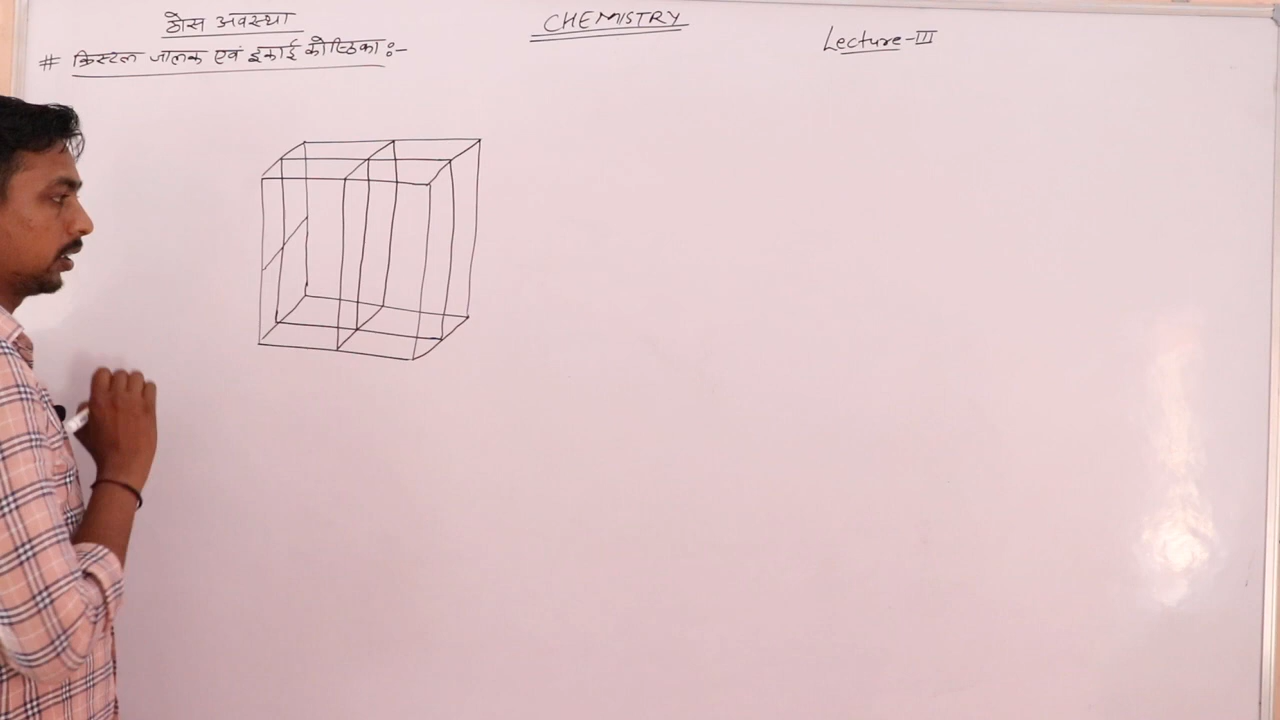 ठोस अवस्था
CHEMISTRY
Lecture-III
# क्रिस्टल जालक एवं इकाई कोष्ठिका :-